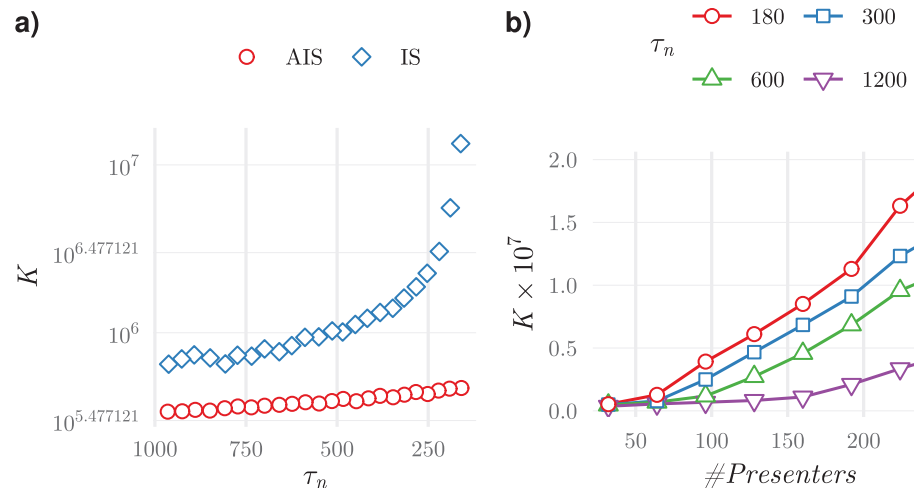 a)
AIS IS
K
10^7
10^6.477121
10^6
10^5.477121
1000 750 500 250
τ_n
b)
τ_n
180 300
600 1200
K × 10^7
2.0
1.5
1.0
0.5
0.0
50 100 150 200
#Presenters